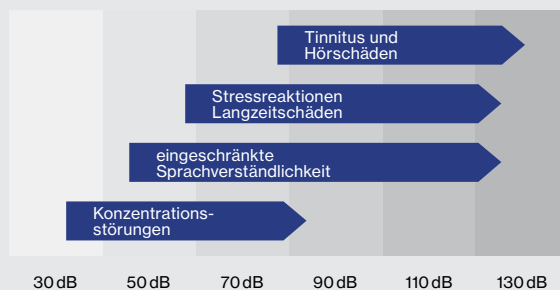 Tinnitus und
Hörschäden
Stressreaktionen
Langzeitschäden
eingeschränkte
Sprachverständlichkeit
Konzentrations-
störungen
30 dB 50 dB 70 dB 90 dB 110 dB 130 dB